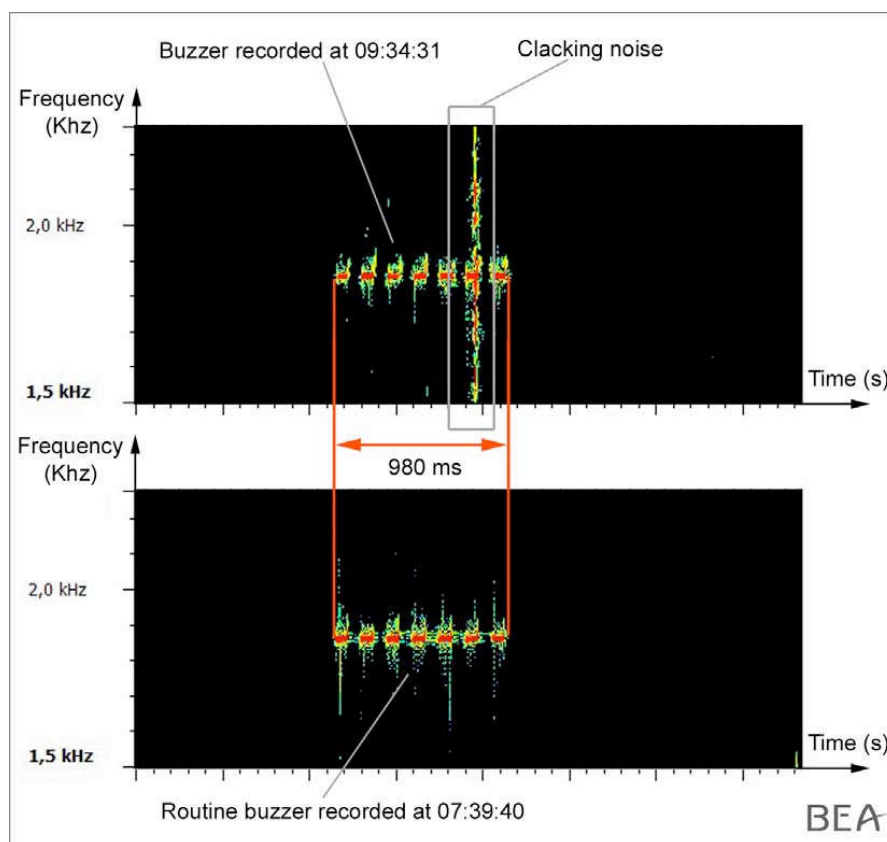 Buzzer recorded at 09:34:31
Clacking noise
Frequency
(Khz)
2,0 kHz
1,5 kHz
Time (s)
980 ms
Frequency
(Khz)
2,0 kHz
1,5 kHz
Time (s)
Routine buzzer recorded at 07:39:40
BEA